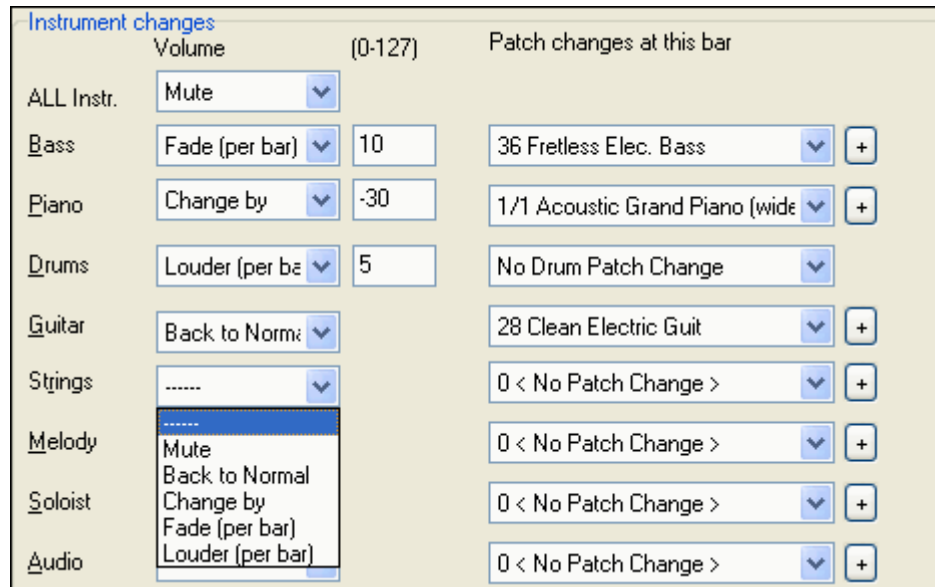 Instrument changes
Volume (0-127) Patch changes at this bar
ALL Instr. Mute
Bass Fade (per bar) 10 36 Fretless Elec. Bass +
Piano Change by -30 1/1 Acoustic Grand Piano (wide +
Drums Louder (per ba 5 No Drum Patch Change
Guitar Back to Norma 28 Clean Electric Guit +
Strings ------ 0 < No Patch Change > +
------
Melody Mute 0 < No Patch Change > +
Back to Normal
Soloist Change by 0 < No Patch Change > +
Fade (per bar)
Louder (per bar)
Audio 0 < No Patch Change > +